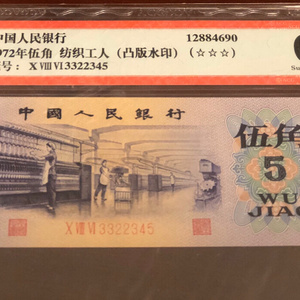 中国人民银行 12884690
1972年伍角 纺织工人（凸版水印）（☆☆☆）
号: X VIII VI 3322345
中國人民銀行
伍角
5
WU
JIAO
X VIII VI 3322345